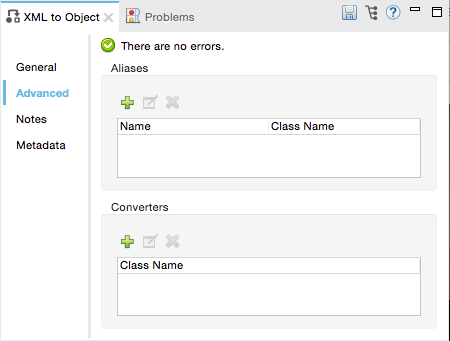 XML to Object Problems
There are no errors.
General
Advanced
Notes
Metadata
Aliases
Name Class Name
Converters
Class Name